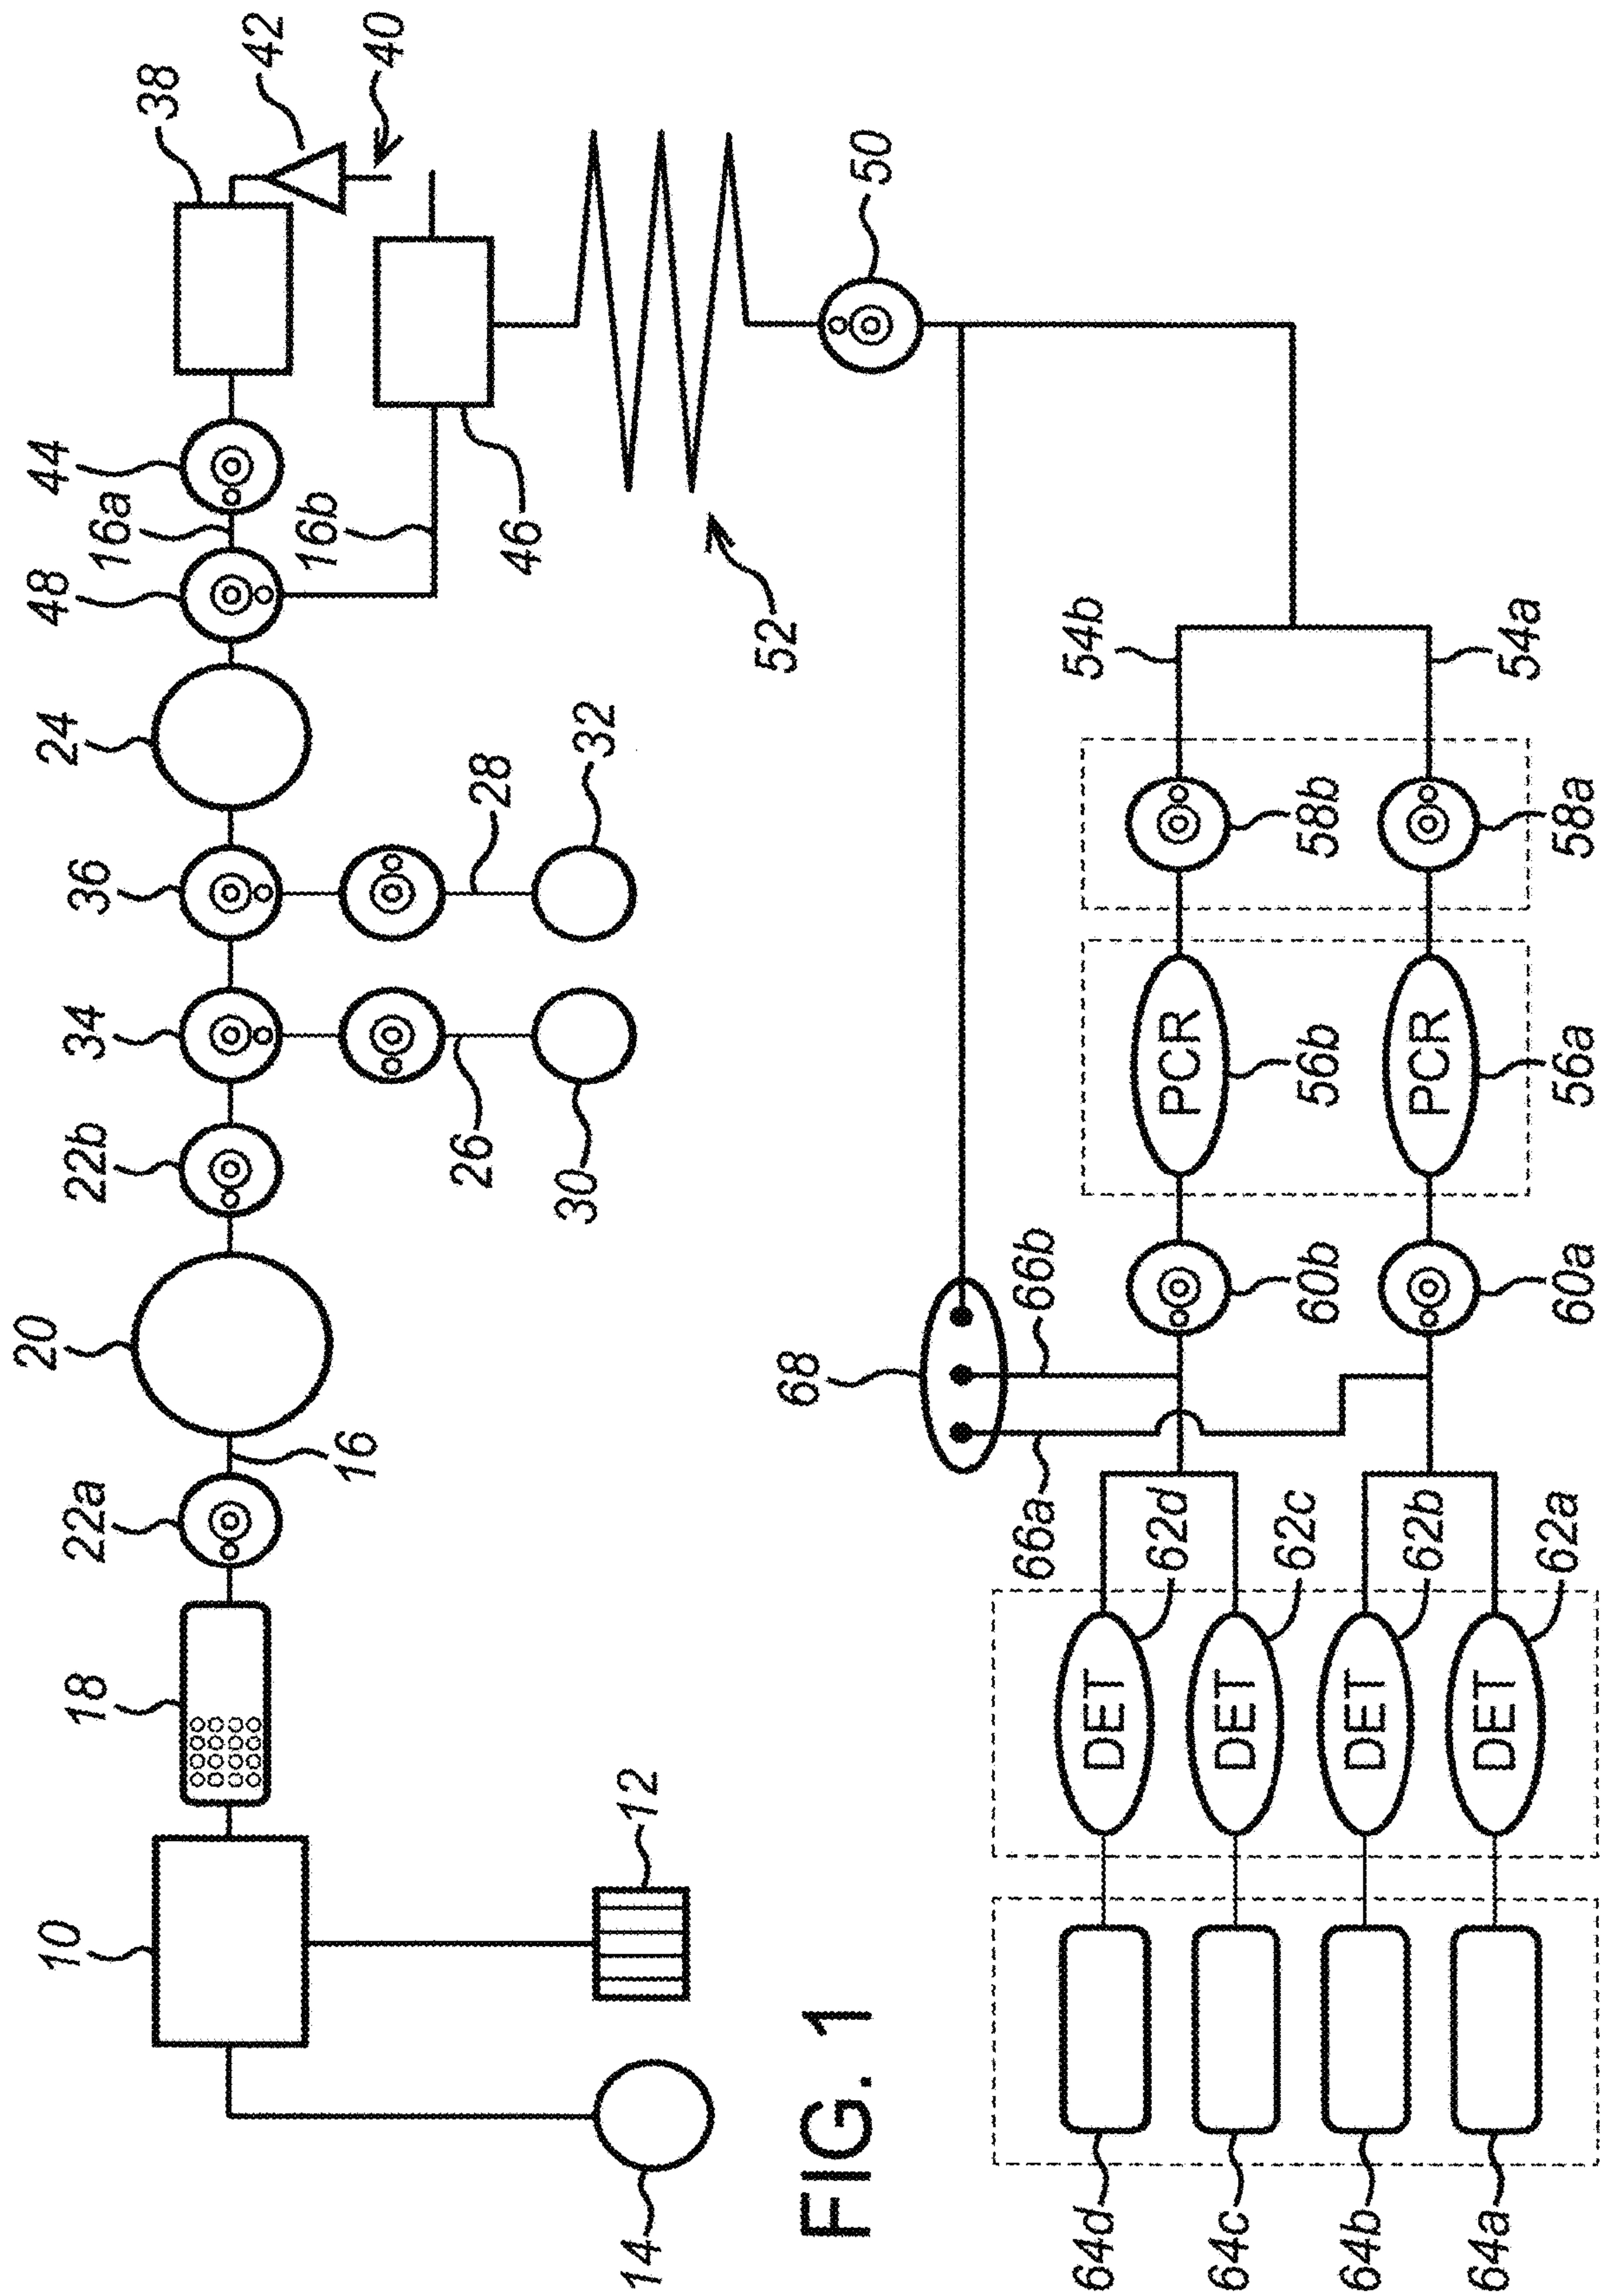 10
18
22a
20
22b
34
36
24
48
44
38
42
40
16
16a
16b
26
28
30
32
14
12
46
52
50
FIG. 1
68
66a
66b
54b
54a
58b
58a
PCR
56b
PCR
56a
60b
60a
62d
62c
62b
62a
DET
DET
DET
DET
64d
64c
64b
64a